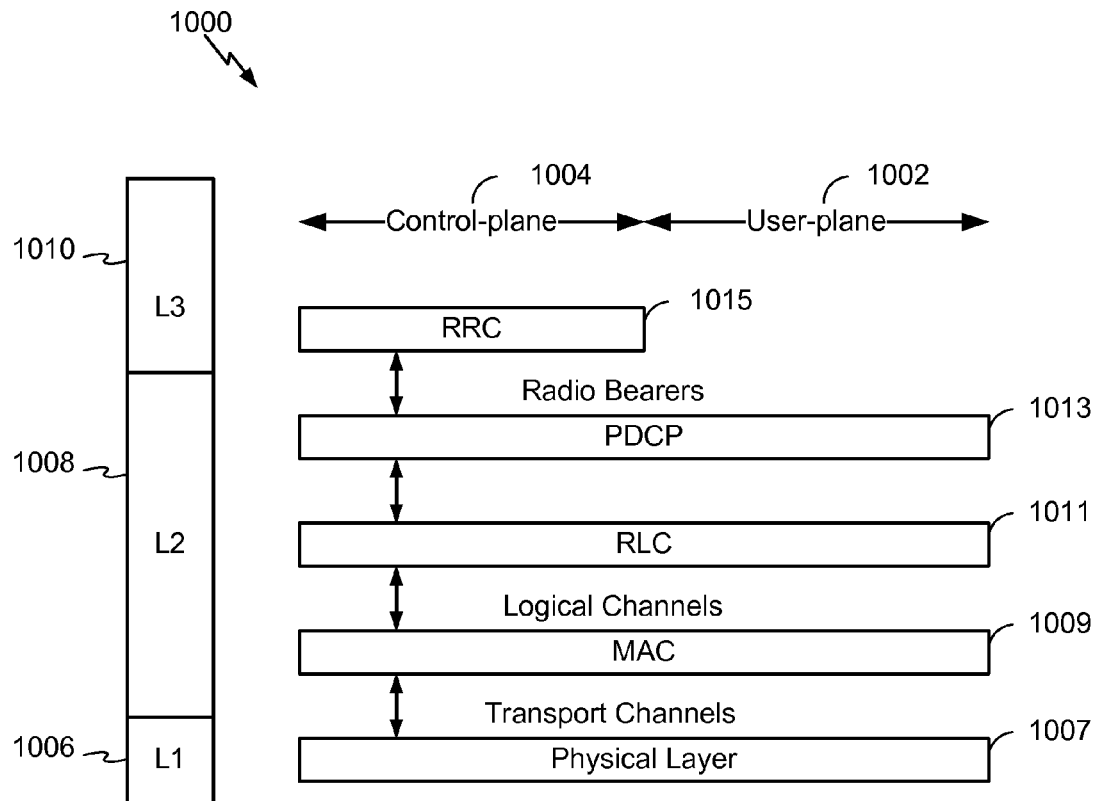 1000
1004
1002
Control-plane
User-plane
1010
L3
1015
RRC
Radio Bearers
1013
PDCP
1008
L2
1011
RLC
Logical Channels
1009
MAC
Transport Channels
1007
1006
L1
Physical Layer